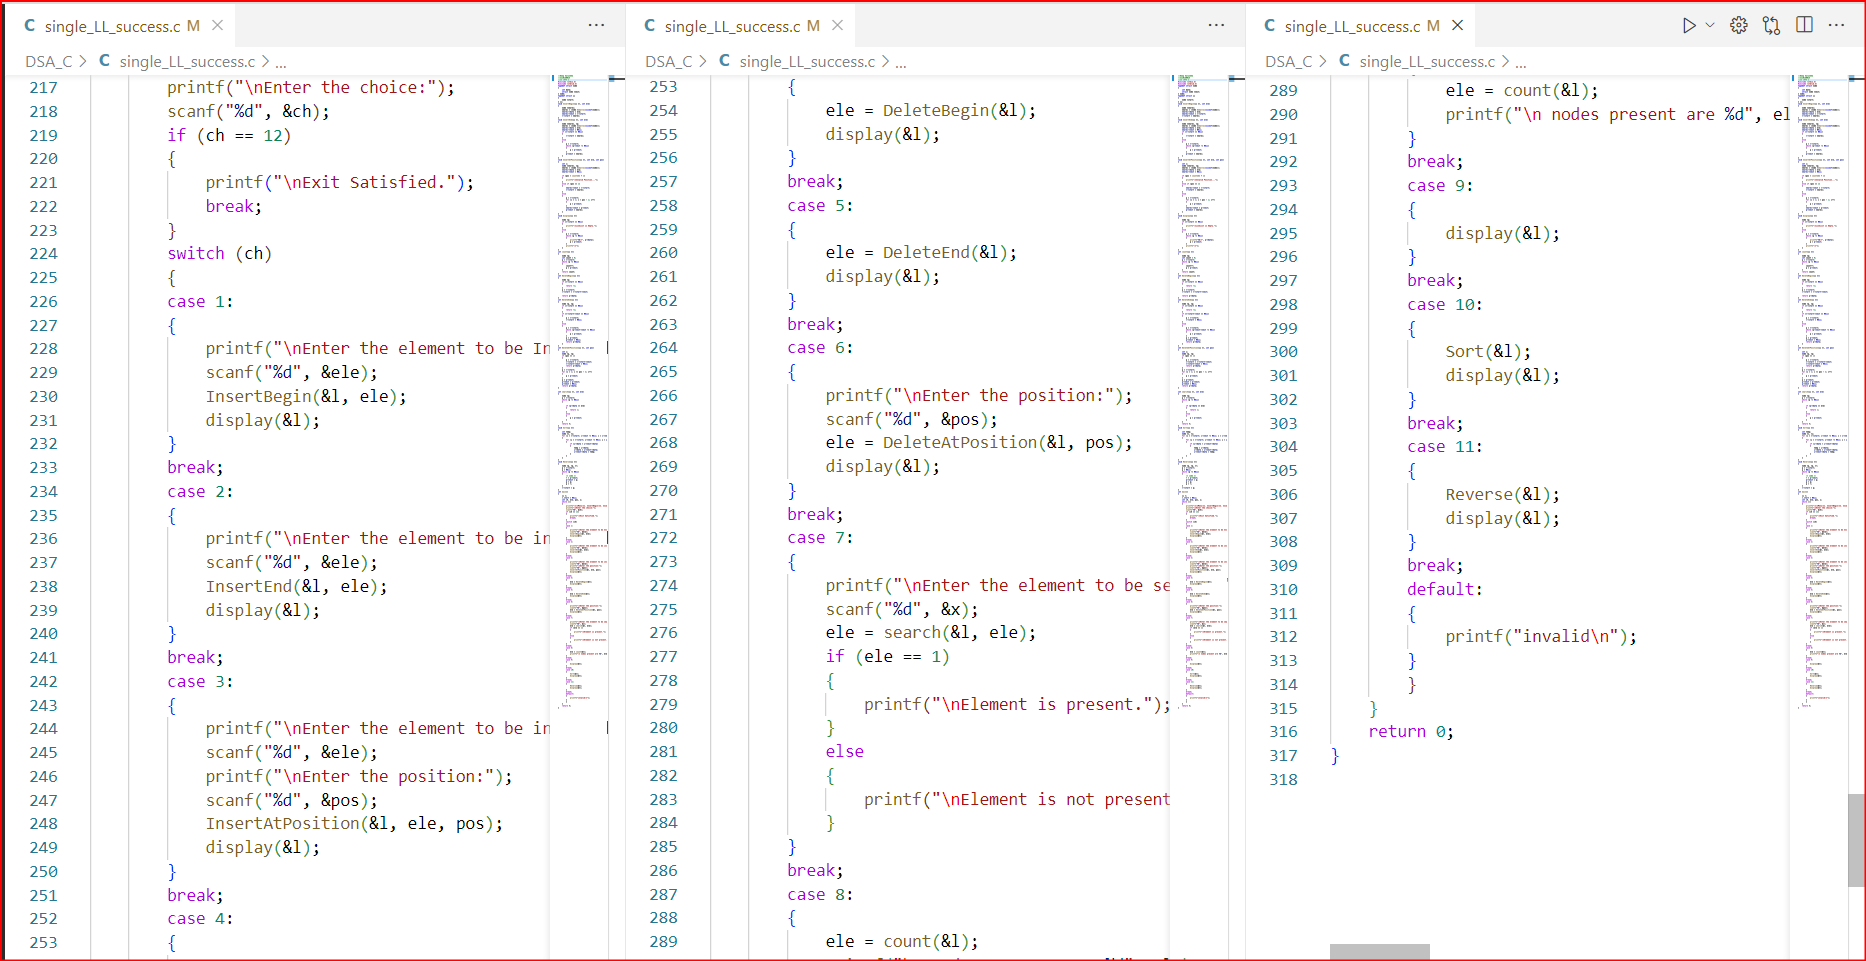 C single_LL_success.c M ×
DSA_C > C single_LL_success.c > ...
217 printf("\nEnter the choice:");
218 scanf("%d", &ch);
219 if (ch == 12)
220 {
221 printf("\nExit Satisfied.");
222 break;
223 }
224 switch (ch)
225 {
226 case 1:
227 {
228 printf("\nEnter the element to be In
229 scanf("%d", &ele);
230 InsertBegin(&l, ele);
231 display(&l);
232 }
233 break;
234 case 2:
235 {
236 printf("\nEnter the element to be in
237 scanf("%d", &ele);
238 InsertEnd(&l, ele);
239 display(&l);
240 }
241 break;
242 case 3:
243 {
244 printf("\nEnter the element to be in
245 scanf("%d", &ele);
246 printf("\nEnter the position:");
247 scanf("%d", &pos);
248 InsertAtPosition(&l, ele, pos);
249 display(&l);
250 }
251 break;
252 case 4:
253 {
C single_LL_success.c M ×
DSA_C > C single_LL_success.c > ...
253 {
254 ele = DeleteBegin(&l);
255 display(&l);
256 }
257 break;
258 case 5:
259 {
260 ele = DeleteEnd(&l);
261 display(&l);
262 }
263 break;
264 case 6:
265 {
266 printf("\nEnter the position:");
267 scanf("%d", &pos);
268 ele = DeleteAtPosition(&l, pos);
269 display(&l);
270 }
271 break;
272 case 7:
273 {
274 printf("\nEnter the element to be se
275 scanf("%d", &x);
276 ele = search(&l, ele);
277 if (ele == 1)
278 {
279 printf("\nElement is present.");
280 }
281 else
282 {
283 printf("\nElement is not present
284 }
285 }
286 break;
287 case 8:
288 {
289 ele = count(&l);
C single_LL_success.c M ×
DSA_C > C single_LL_success.c > ...
289 ele = count(&l);
290 printf("\n nodes present are %d", el
291 }
292 break;
293 case 9:
294 {
295 display(&l);
296 }
297 break;
298 case 10:
299 {
300 Sort(&l);
301 display(&l);
302 }
303 break;
304 case 11:
305 {
306 Reverse(&l);
307 display(&l);
308 }
309 break;
310 default:
311 {
312 printf("invalid\n");
313 }
314 }
315 }
316 return 0;
317 }
318